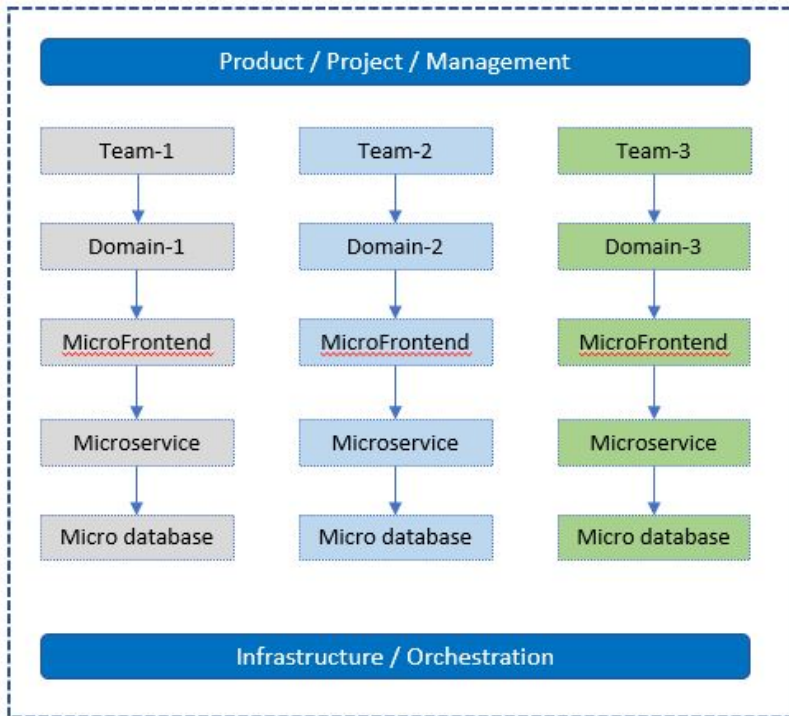 Product / Project / Management
Team-1
Team-2
Team-3
Domain-1
Domain-2
Domain-3
MicroFrontend
MicroFrontend
MicroFrontend
Microservice
Microservice
Microservice
Micro database
Micro database
Micro database
Infrastructure / Orchestration